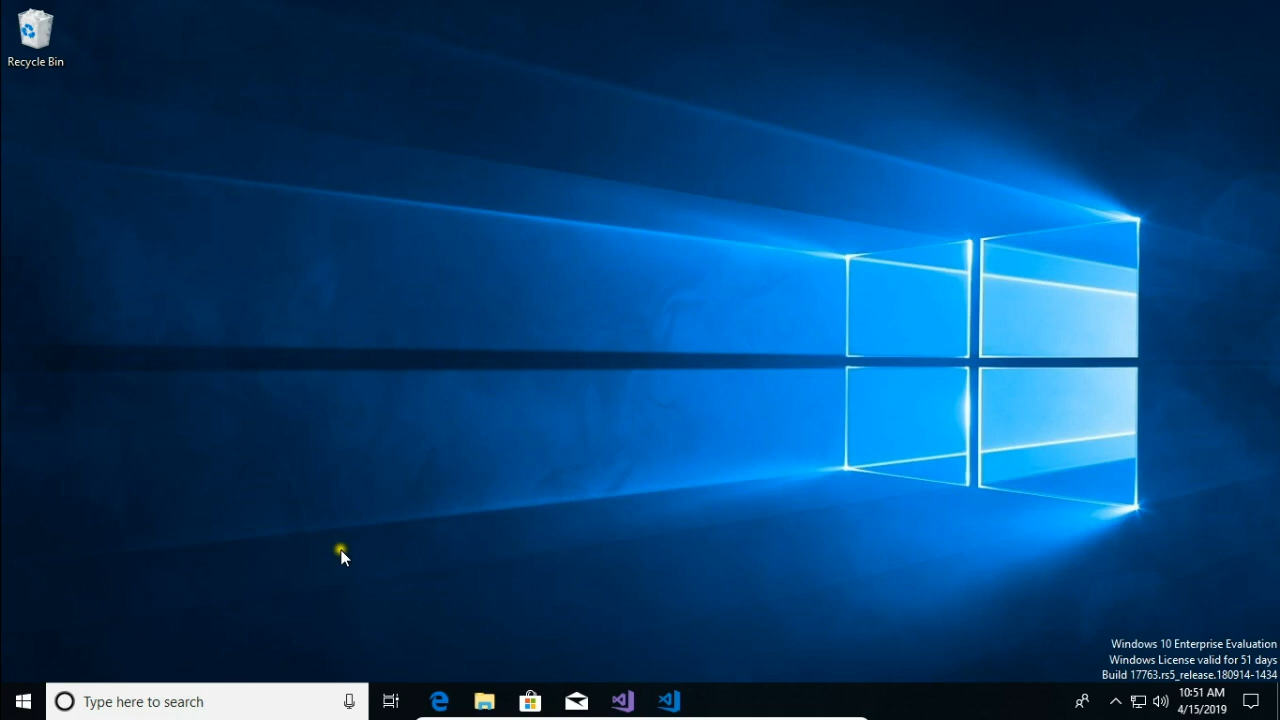 Recycle Bin
Windows 10 Enterprise Evaluation
Windows License valid for 51 days
Build 17763.rs5_release.180914-1434
Type here to search
10:51 AM
4/15/2019